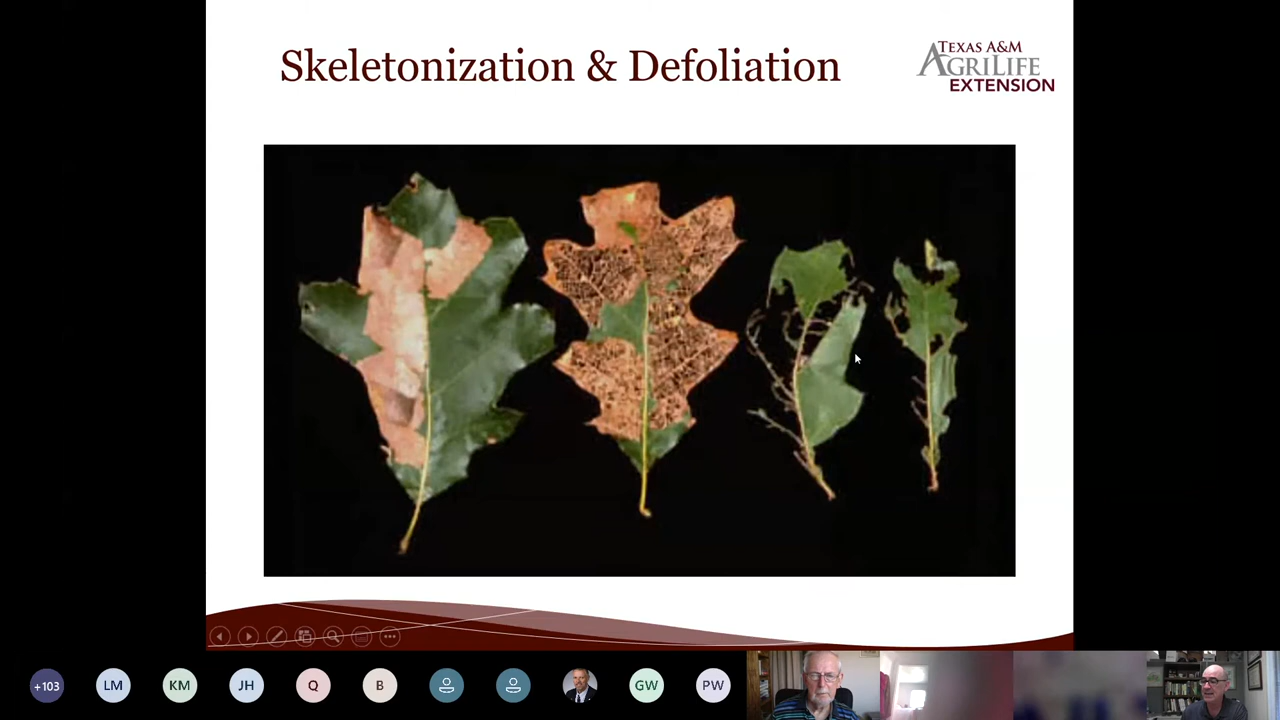 Skeletonization & Defoliation
TEXAS A&M
AGRILIFE
EXTENSION
+103
LM
KM
JH
Q
B
GW
PW